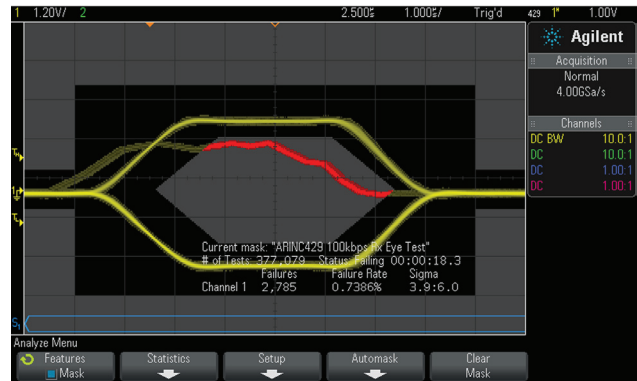 1 1.20V/ 2 2.500s 1.000s/ Trig'd 429 1 1.00V
Agilent
Acquisition
Normal
4.00GSa/s
Channels
DC BW 10.0:1
DC 10.0:1
DC 1.00:1
DC 1.00:1
Current mask: "ARINC429 100kbps Rx Eye Test"
# of Tests: 377,079 Status: Failing 00:00:18.3
Failures Failure Rate Sigma
Channel 1 2,785 0.7386% 3.9:6.0
S1
Analyze Menu
Features Statistics Setup Automask Clear
Mask Mask